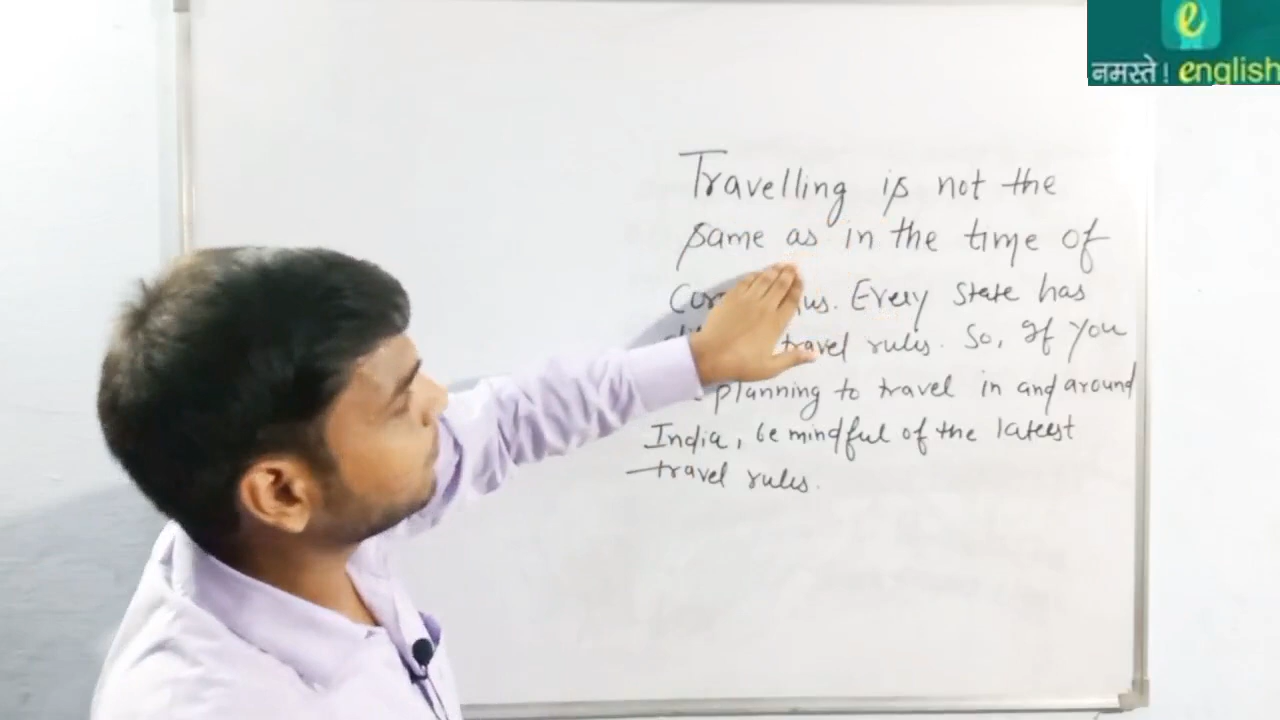 e
नमस्ते! english
Travelling is not the
same as in the time of
Every state has
travel rules. So, If you
planning to travel in and around
India, be mindful of the latest
travel rules.